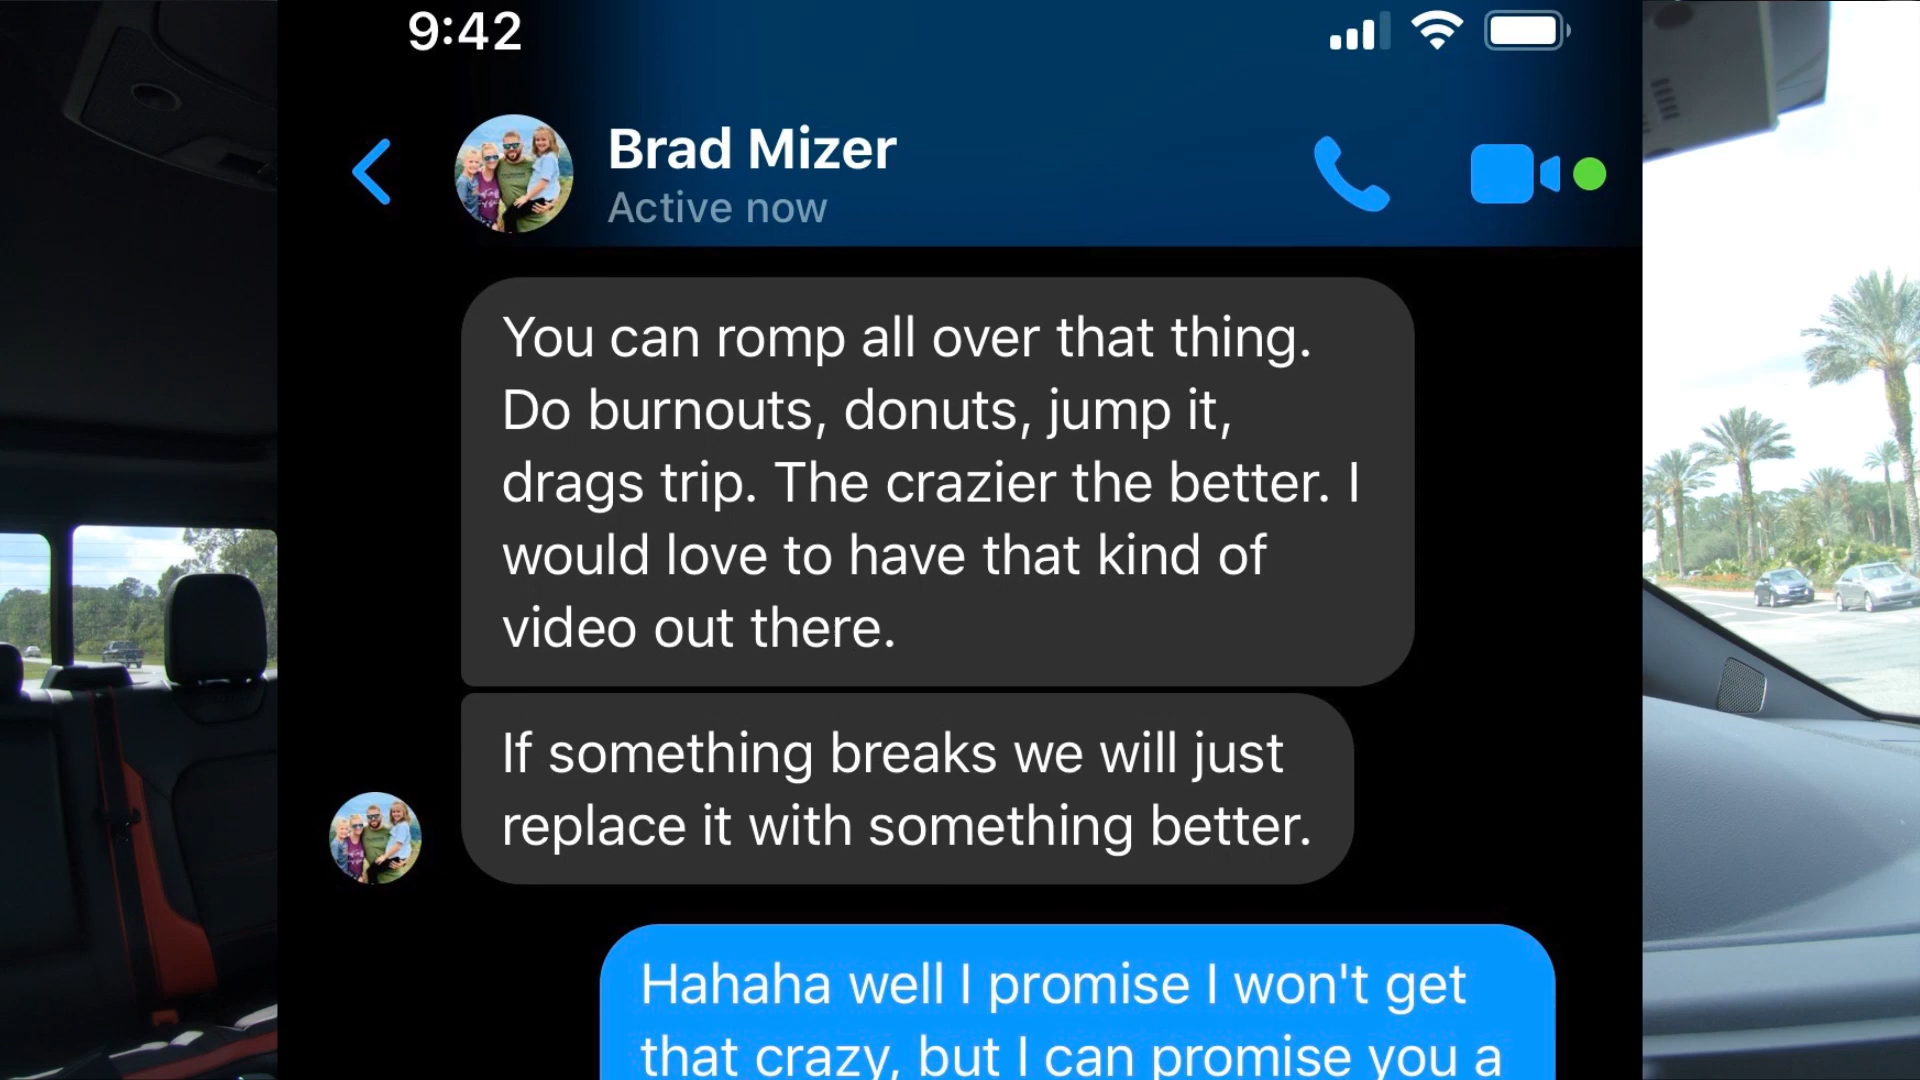 9:42
Brad Mizer
Active now
You can romp all over that thing.
Do burnouts, donuts, jump it,
drags trip. The crazier the better. I
would love to have that kind of
video out there.
If something breaks we will just
replace it with something better.
Hahaha well I promise I won't get
that crazy, but I can promise you a